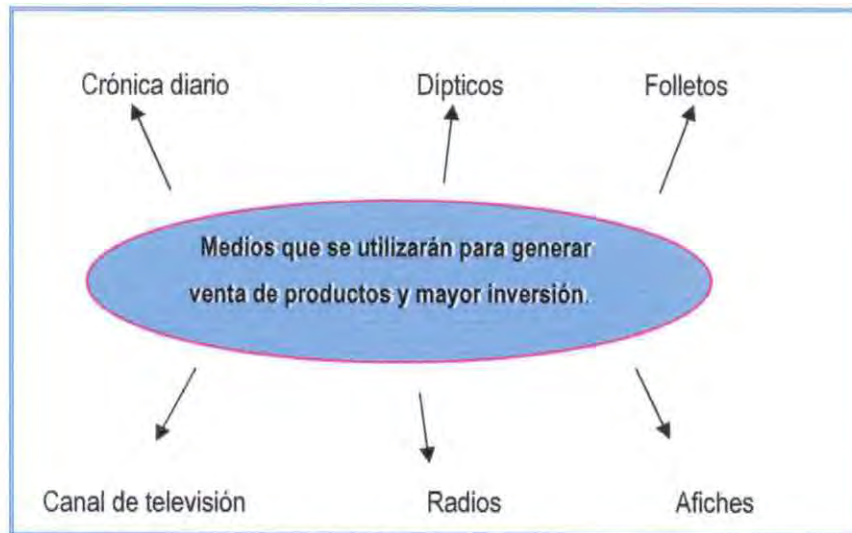 Crónica diario Dípticos Folletos
Medios que se utilizarán para generar
venta de productos y mayor inversión.
Canal de televisión Radios Afiches